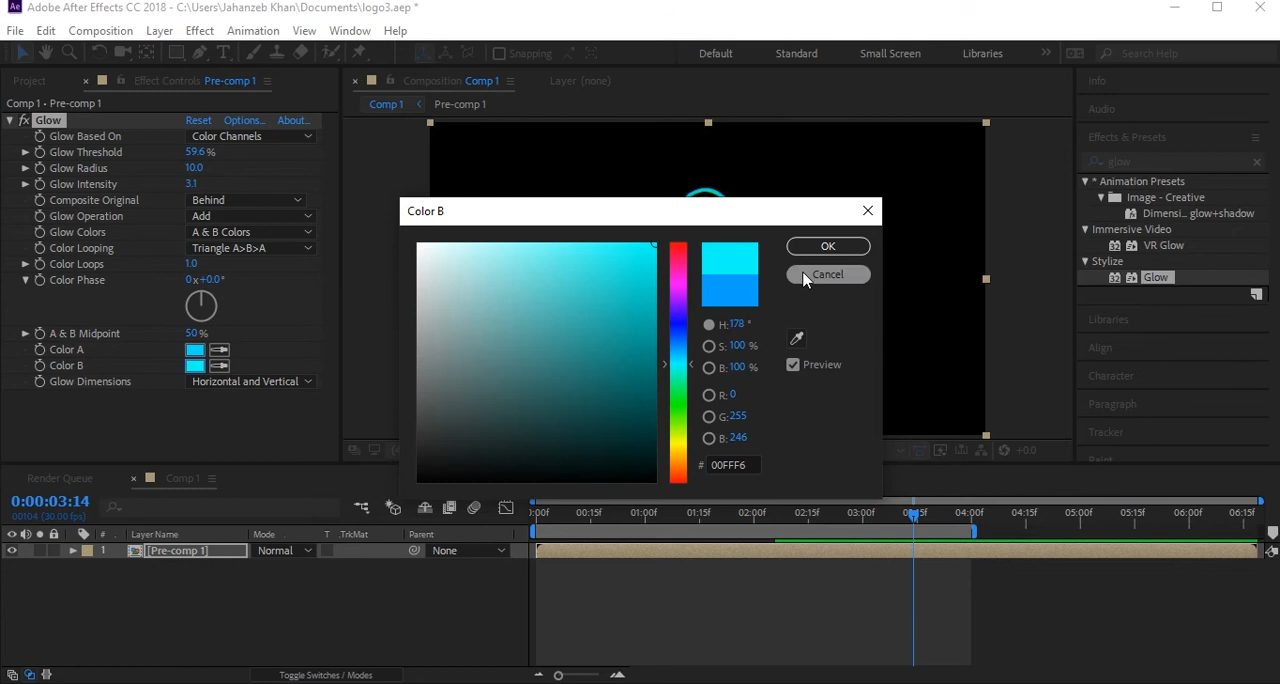 Adobe After Effects CC 2018 - C:\Users\Jahanzeb Khan\Documents\logo3.aep *
File Edit Composition Layer Effect Animation View Window Help
Snapping Default Standard Small Screen Libraries Search Help
Project Effect Controls Pre-comp 1 Composition Comp 1 Layer (none) Info
Comp 1 • Pre-comp 1 Comp 1 Pre-comp 1 Audio
fx Glow Reset Options... About...
Glow Based On Color Channels
Glow Threshold 59.6 %
Glow Radius 10.0
Glow Intensity 3.1
Composite Original Behind
Glow Operation Add
Glow Colors A & B Colors
Color Looping Triangle A>B>A
Color Loops 1.0
Color Phase 0x+0.0°
A & B Midpoint 50 %
Color A
Color B
Glow Dimensions Horizontal and Vertical
Color B
OK
Cancel
H: 178 °
S: 100 %
B: 100 %
Preview
R: 0
G: 255
B: 246
# 00FFF6
Effects & Presets
glow
* Animation Presets
Image - Creative
Dimensi... glow+shadow
Immersive Video
32 VR Glow
Stylize
32 Glow
Libraries
Align
Character
Paragraph
Tracker
+0.0
Render Queue Comp 1
0:00:03:14
00104 (30.00 fps)
:00f 00:15f 01:00f 01:15f 02:00f 02:15f 03:00f 04:00f 04:15f 05:00f 05:15f 06:00f 06:15f
# Layer Name Mode T .TrkMat Parent
1 [Pre-comp 1] Normal None
Toggle Switches / Modes